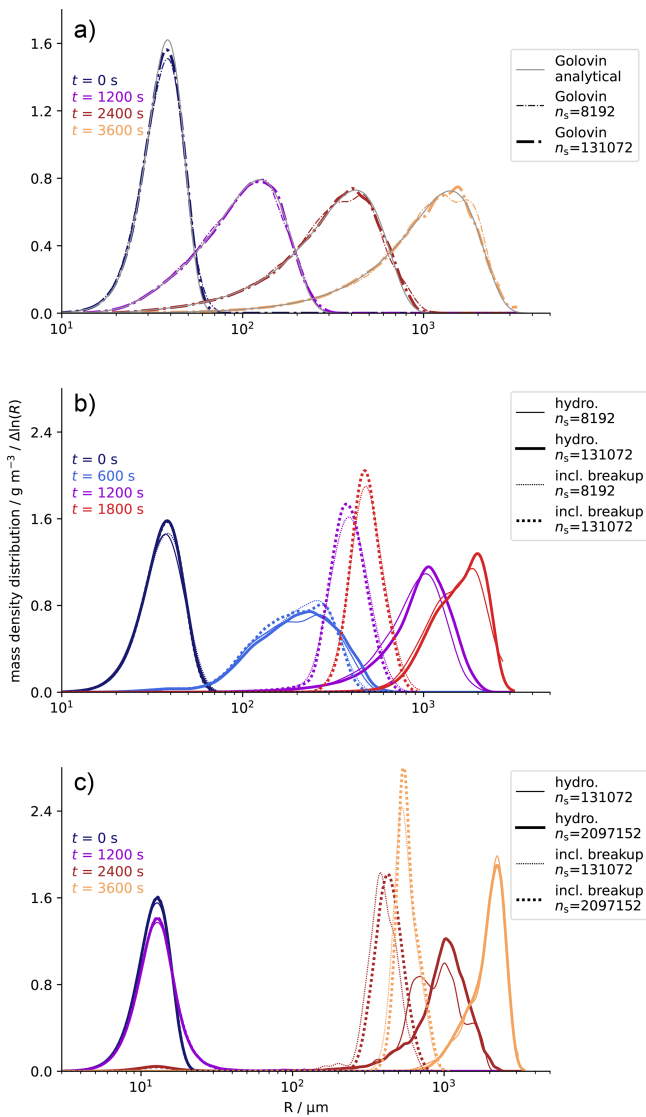 a)
1.6
1.2
0.8
0.4
0.0
t = 0 s
t = 1200 s
t = 2400 s
t = 3600 s
Golovin
analytical
Golovin
nₛ=8192
Golovin
nₛ=131072
10¹ 10² 10³
b)
2.4
1.6
0.8
0.0
t = 0 s
t = 600 s
t = 1200 s
t = 1800 s
hydro.
nₛ=8192
hydro.
nₛ=131072
incl. breakup
nₛ=8192
incl. breakup
nₛ=131072
10¹ 10² 10³
mass density distribution / g m⁻³ / Δln(R)
c)
2.4
1.6
0.8
0.0
t = 0 s
t = 1200 s
t = 2400 s
t = 3600 s
hydro.
nₛ=131072
hydro.
nₛ=2097152
incl. breakup
nₛ=131072
incl. breakup
nₛ=2097152
10¹ 10² 10³
R / μm